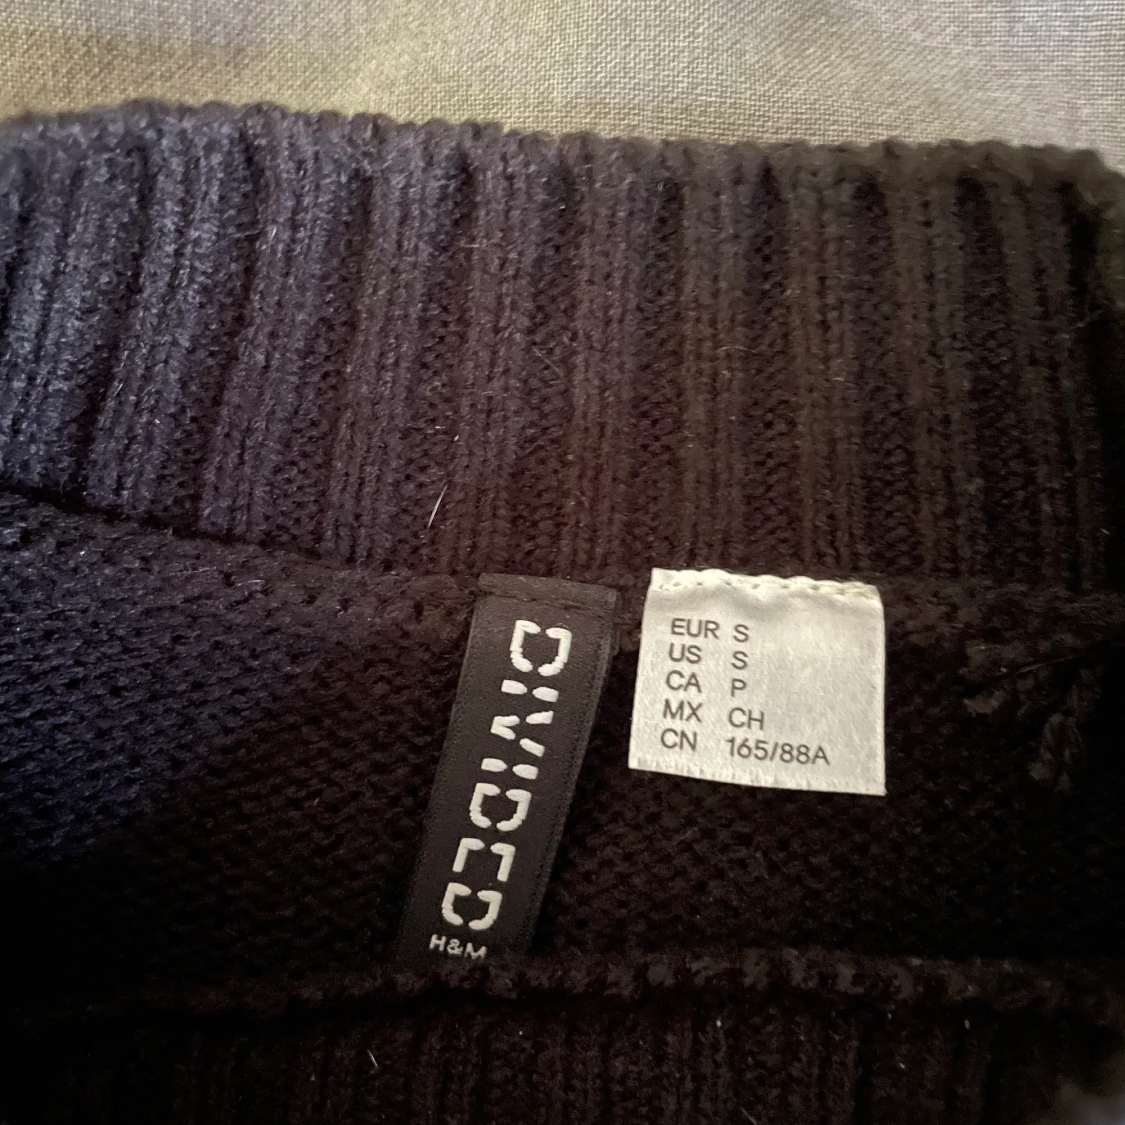 DIVIDED
H&M
EUR S
US S
CA P
MX CH
CN 165/88A